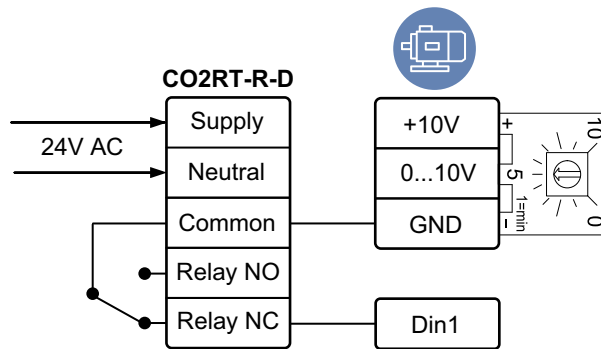 CO2RT-R-D
24V AC
Supply
Neutral
Common
Relay NO
Relay NC
+10V
0...10V
GND
Din1
+
5
-
1=min
10
0